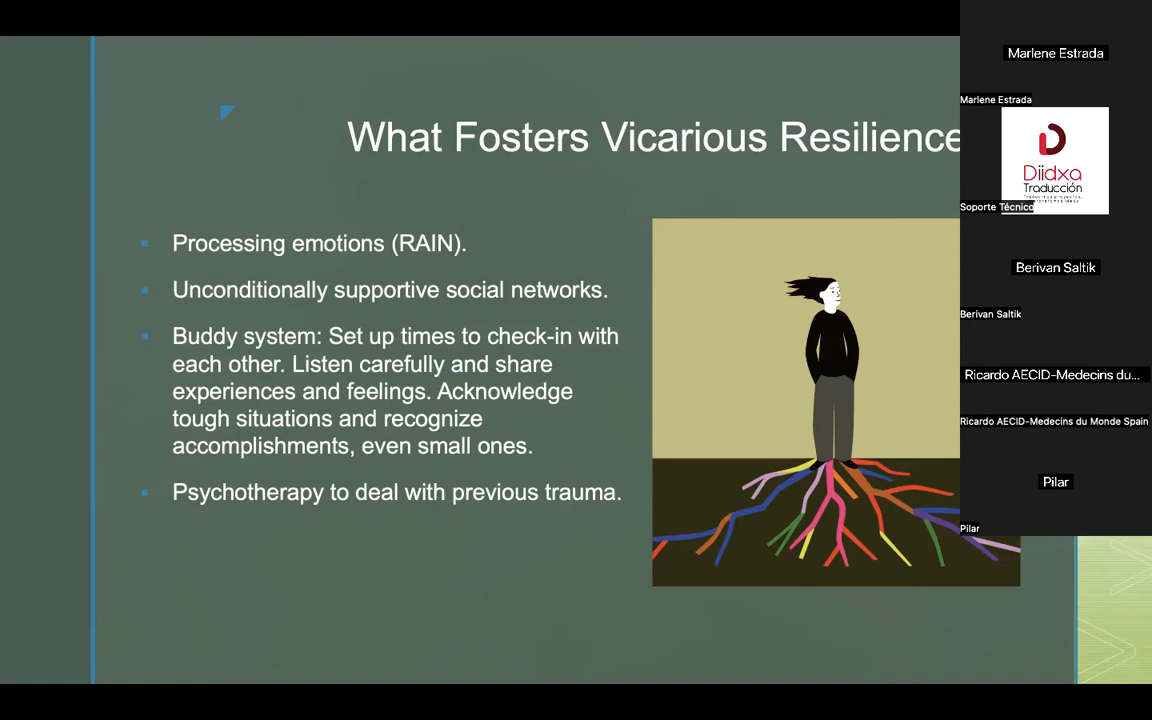 What Fosters Vicarious Resilience
Processing emotions (RAIN).
Unconditionally supportive social networks.
Buddy system: Set up times to check-in with
each other. Listen carefully and share
experiences and feelings. Acknowledge
tough situations and recognize
accomplishments, even small ones.
Psychotherapy to deal with previous trauma.
Marlene Estrada
Marlene Estrada
Diidxa
Traducción
Soporte Técnico
Berivan Saltik
Berivan Saltik
Ricardo AECID-Medecins du...
Ricardo AECID-Medecins du Monde Spain
Pilar
Pilar